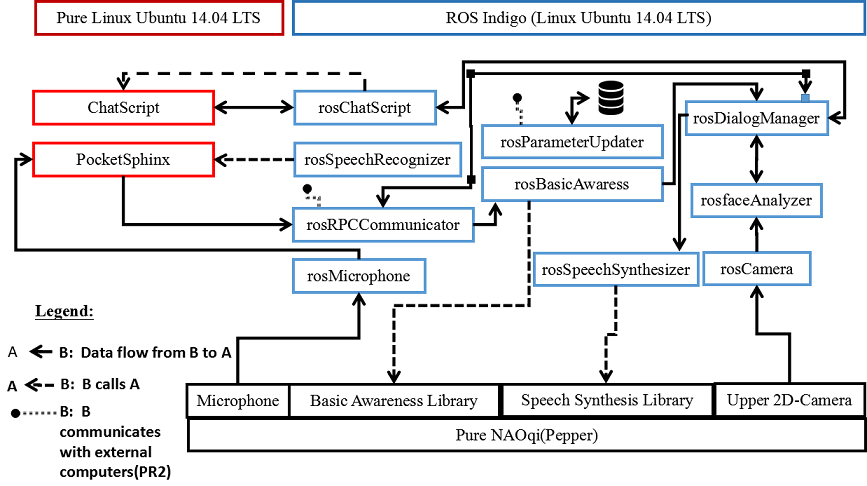 Pure Linux Ubuntu 14.04 LTS
ROS Indigo (Linux Ubuntu 14.04 LTS)
ChatScript
rosChatScript
rosDialogManager
rosParameterUpdater
PocketSphinx
rosSpeechRecognizer
rosBasicAwaress
rosfaceAnalyzer
rosRPCCommunicator
rosMicrophone
rosSpeechSynthesizer
rosCamera
Legend:
A B: Data flow from B to A
A B: B calls A
B: B
communicates
with external
computers(PR2)
Microphone
Basic Awareness Library
Speech Synthesis Library
Upper 2D-Camera
Pure NAOqi(Pepper)